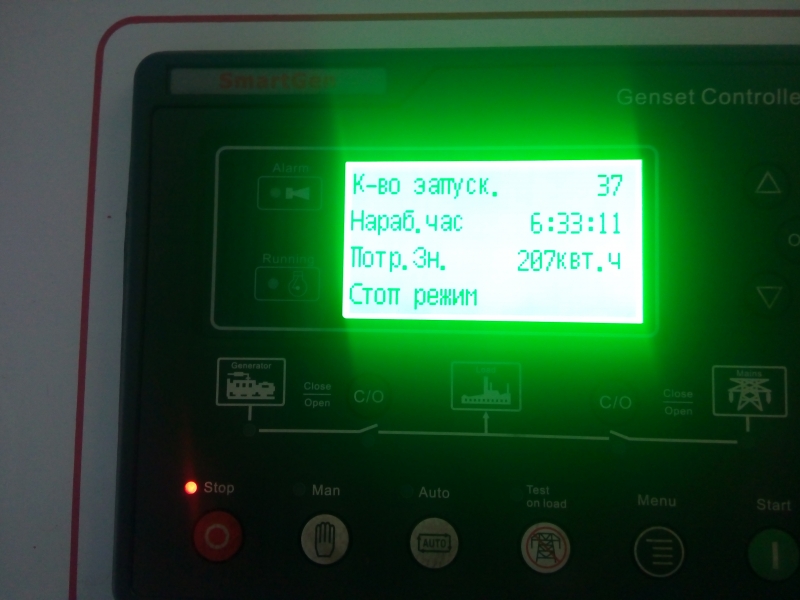 SmartGen
Genset Controlle
Alarm
К-во запуск. 37
Нараб.час 6:33:11
Running
Потр.Эн. 207квт.ч
Стоп режим
Generator
Close
Open
C/O
C/O
Close
Open
Mains
Stop
Man
Auto
Test
on load
Menu
Start
AUTO